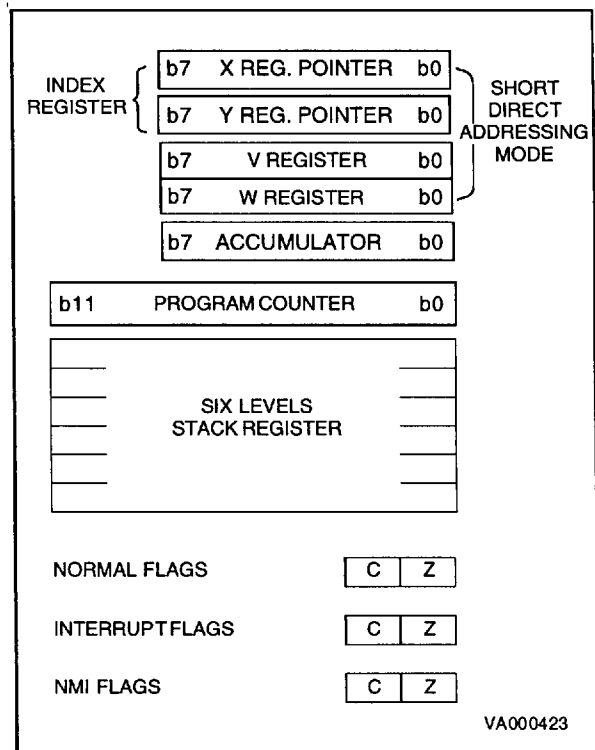 INDEX
REGISTER
b7 X REG. POINTER b0
b7 Y REG. POINTER b0
b7 V REGISTER b0
b7 W REGISTER b0
SHORT
DIRECT
ADDRESSING
MODE
b7 ACCUMULATOR b0
b11 PROGRAM COUNTER b0
SIX LEVELS
STACK REGISTER
NORMAL FLAGS C Z
INTERRUPT FLAGS C Z
NMI FLAGS C Z
VA000423